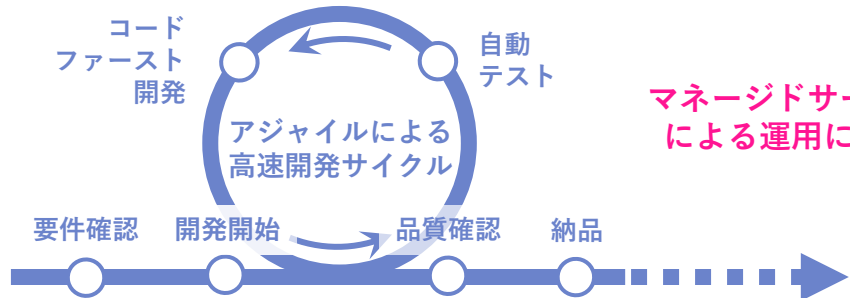 コード
ファースト
開発
自動
テスト
マネージドサー
による運用に
アジャイルによる
高速開発サイクル
要件確認
開発開始
品質確認
納品